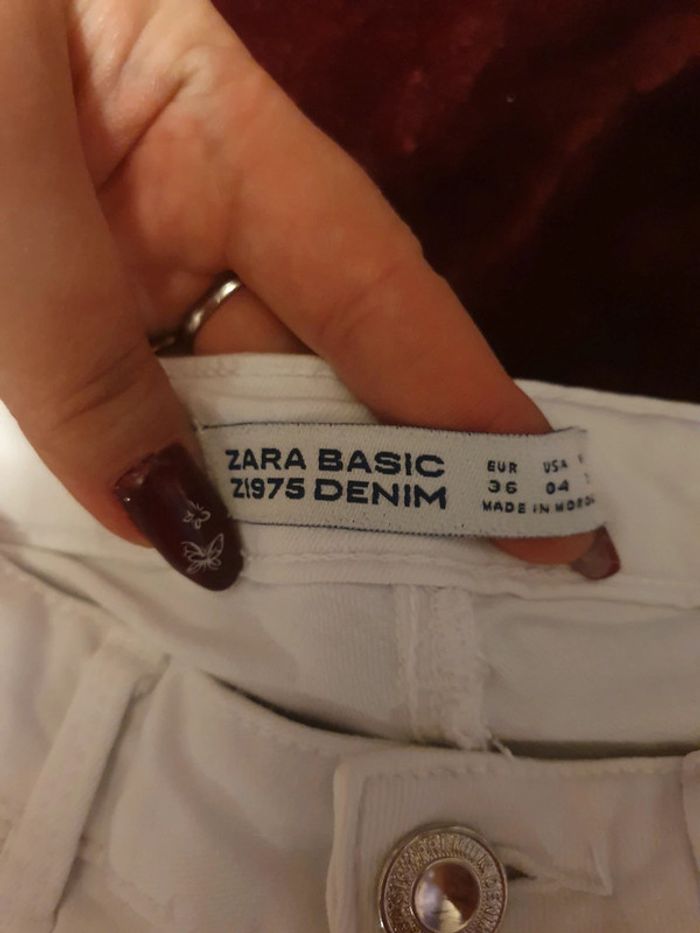 ZARA BASIC
Z1975 DENIM
EUR USA
36 04
MADE IN